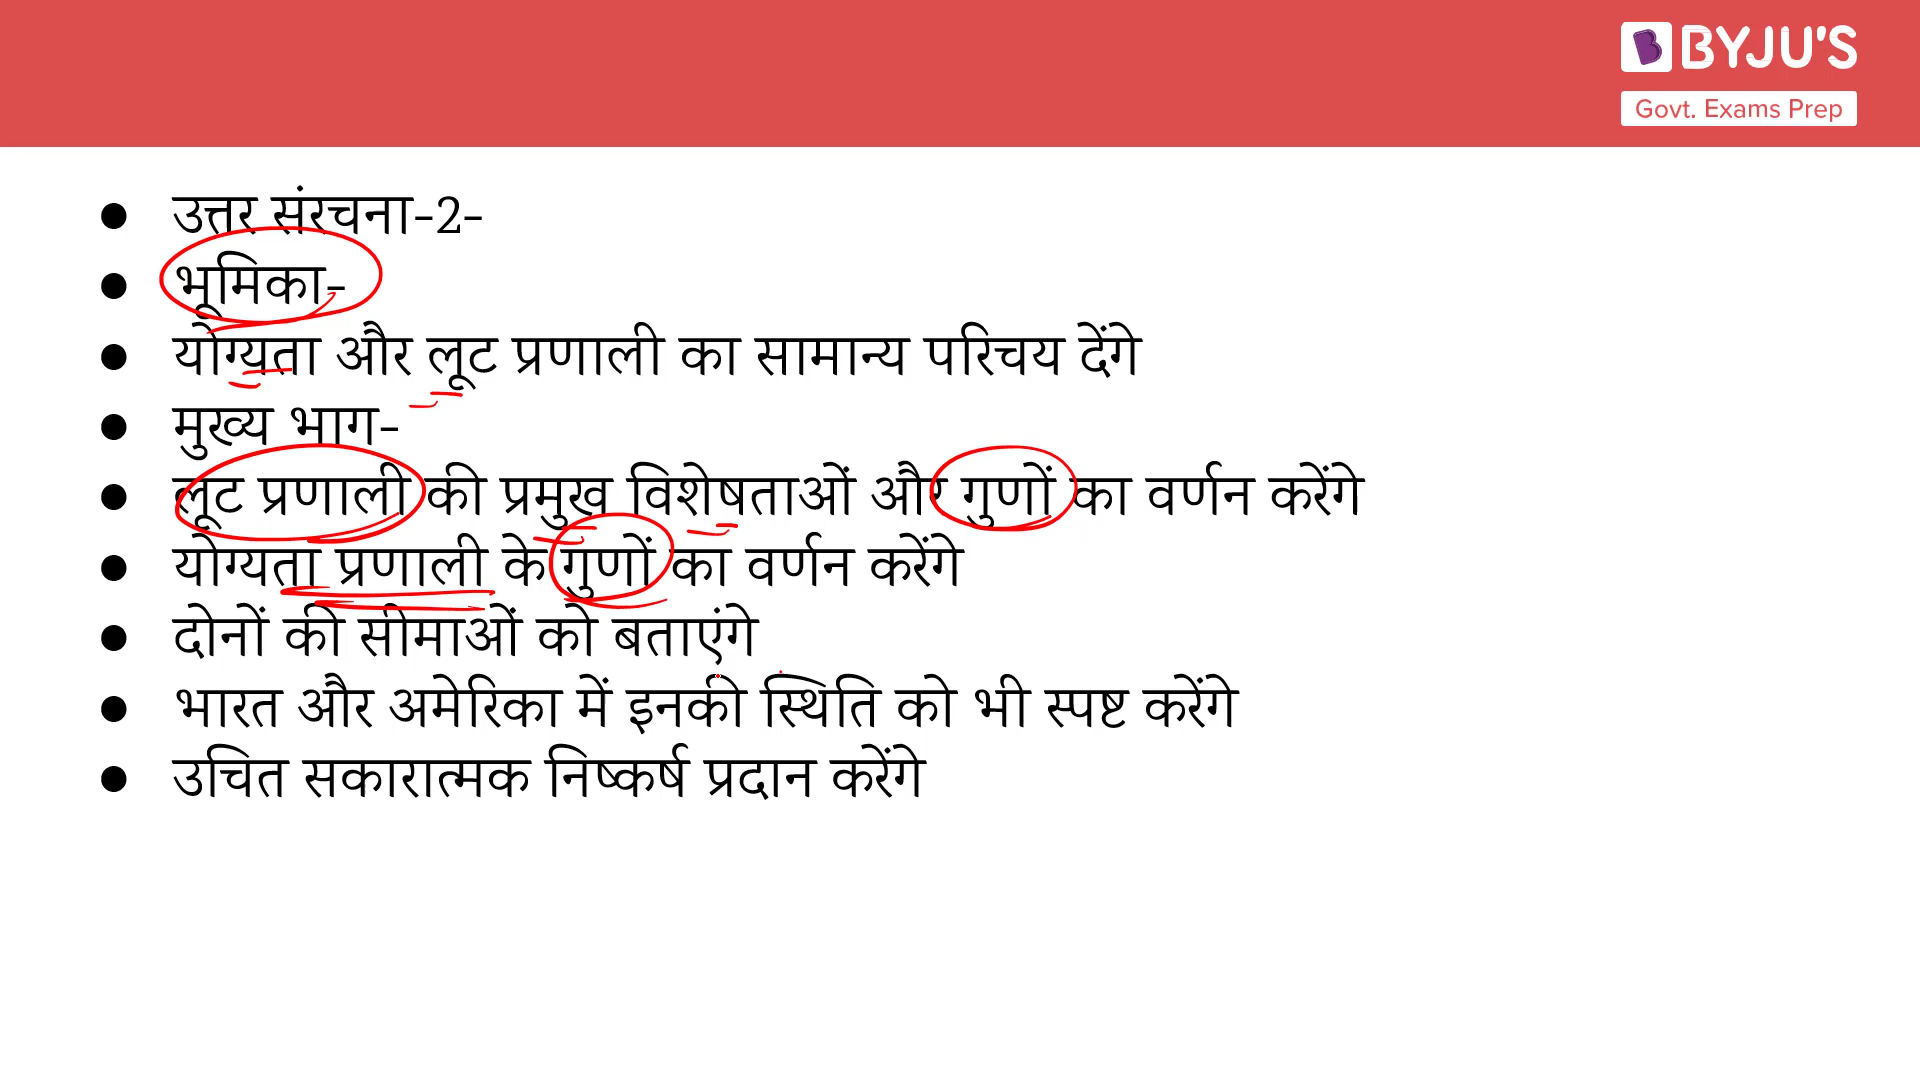 BYJU'S
Govt. Exams Prep
● उत्तर संरचना-2-
● भूमिका-
● योग्यता और लूट प्रणाली का सामान्य परिचय देंगे
● मुख्य भाग-
● लूट प्रणाली की प्रमुख विशेषताओं और गुणों का वर्णन करेंगे
● योग्यता प्रणाली के गुणों का वर्णन करेंगे
● दोनों की सीमाओं को बताएंगे
● भारत और अमेरिका में इनकी स्थिति को भी स्पष्ट करेंगे
● उचित सकारात्मक निष्कर्ष प्रदान करेंगे